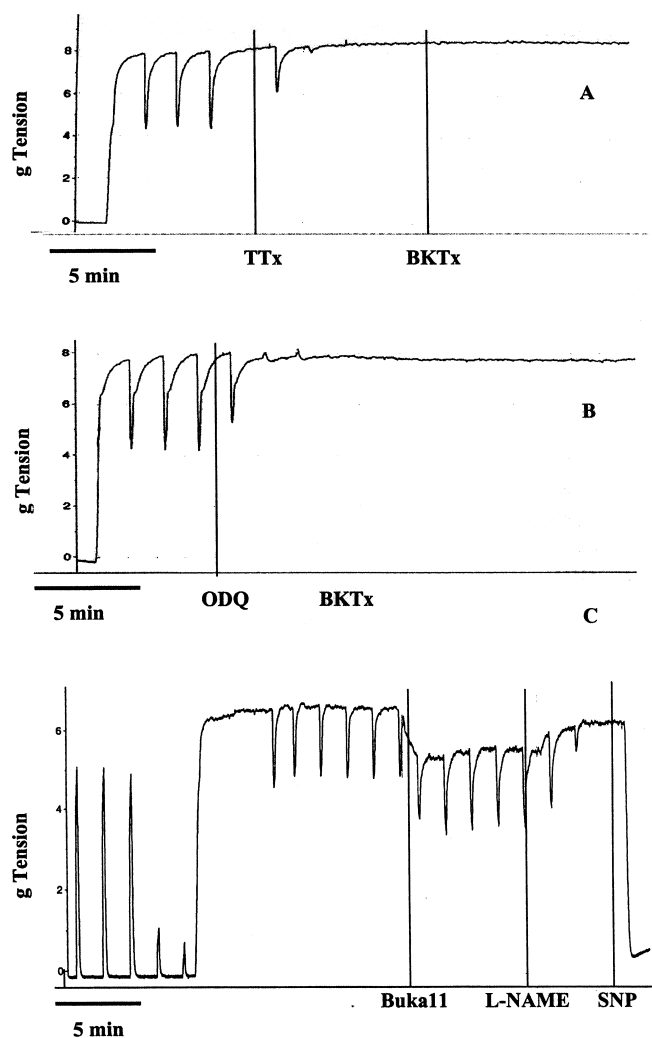 8
6
4
2
0
g Tension
A
TTx
BKTx
5 min
8
6
4
2
0
g Tension
B
ODQ
BKTx
5 min
C
6
4
2
0
g Tension
Buka11
L-NAME
SNP
5 min